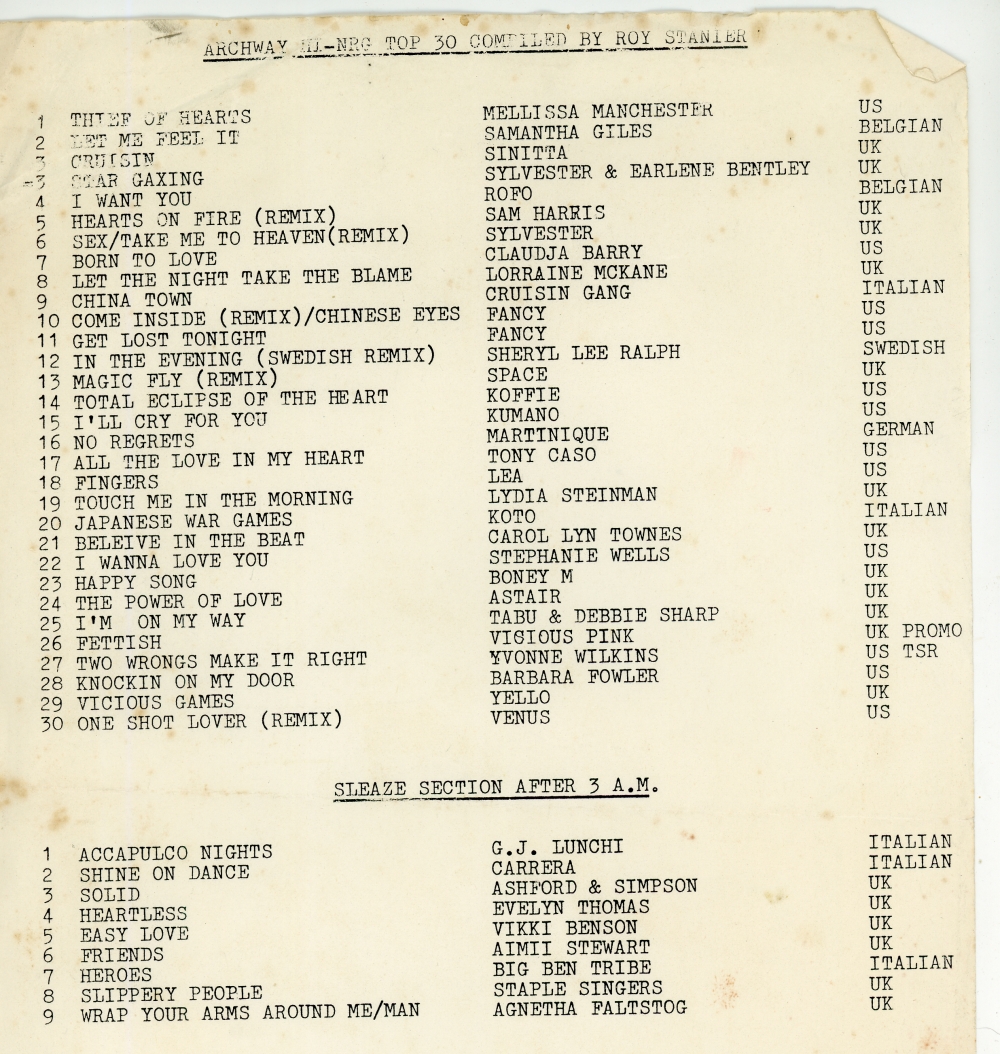 ARCHWAY HI-NRG TOP 30 COMPILED BY ROY STANIER
1 THIEF OF HEARTS MELLISSA MANCHESTER US
2 LET ME FEEL IT SAMANTHA GILES BELGIAN
3 CRUISIN SINITTA UK
-3 STAR GAXING SYLVESTER & EARLENE BENTLEY UK
4 I WANT YOU ROFO BELGIAN
5 HEARTS ON FIRE (REMIX) SAM HARRIS UK
6 SEX/TAKE ME TO HEAVEN(REMIX) SYLVESTER UK
7 BORN TO LOVE CLAUDJA BARRY US
8 LET THE NIGHT TAKE THE BLAME LORRAINE MCKANE UK
9 CHINA TOWN CRUISIN GANG ITALIAN
10 COME INSIDE (REMIX)/CHINESE EYES FANCY US
11 GET LOST TONIGHT FANCY US
12 IN THE EVENING (SWEDISH REMIX) SHERYL LEE RALPH SWEDISH
13 MAGIC FLY (REMIX) SPACE UK
14 TOTAL ECLIPSE OF THE HEART KOFFIE US
15 I'LL CRY FOR YOU KUMANO US
16 NO REGRETS MARTINIQUE GERMAN
17 ALL THE LOVE IN MY HEART TONY CASO US
18 FINGERS LEA US
19 TOUCH ME IN THE MORNING LYDIA STEINMAN UK
20 JAPANESE WAR GAMES KOTO ITALIAN
21 BELEIVE IN THE BEAT CAROL LYN TOWNES UK
22 I WANNA LOVE YOU STEPHANIE WELLS US
23 HAPPY SONG BONEY M UK
24 THE POWER OF LOVE ASTAIR UK
25 I'M ON MY WAY TABU & DEBBIE SHARP UK
26 FETTISH VICIOUS PINK UK PROMO
27 TWO WRONGS MAKE IT RIGHT YVONNE WILKINS US TSR
28 KNOCKIN ON MY DOOR BARBARA FOWLER US
29 VICIOUS GAMES YELLO UK
30 ONE SHOT LOVER (REMIX) VENUS US
SLEAZE SECTION AFTER 3 A.M.
1 ACCAPULCO NIGHTS G.J. LUNCHI ITALIAN
2 SHINE ON DANCE CARRERA ITALIAN
3 SOLID ASHFORD & SIMPSON UK
4 HEARTLESS EVELYN THOMAS UK
5 EASY LOVE VIKKI BENSON UK
6 FRIENDS AIMII STEWART UK
7 HEROES BIG BEN TRIBE ITALIAN
8 SLIPPERY PEOPLE STAPLE SINGERS UK
9 WRAP YOUR ARMS AROUND ME/MAN AGNETHA FALTSTOG UK